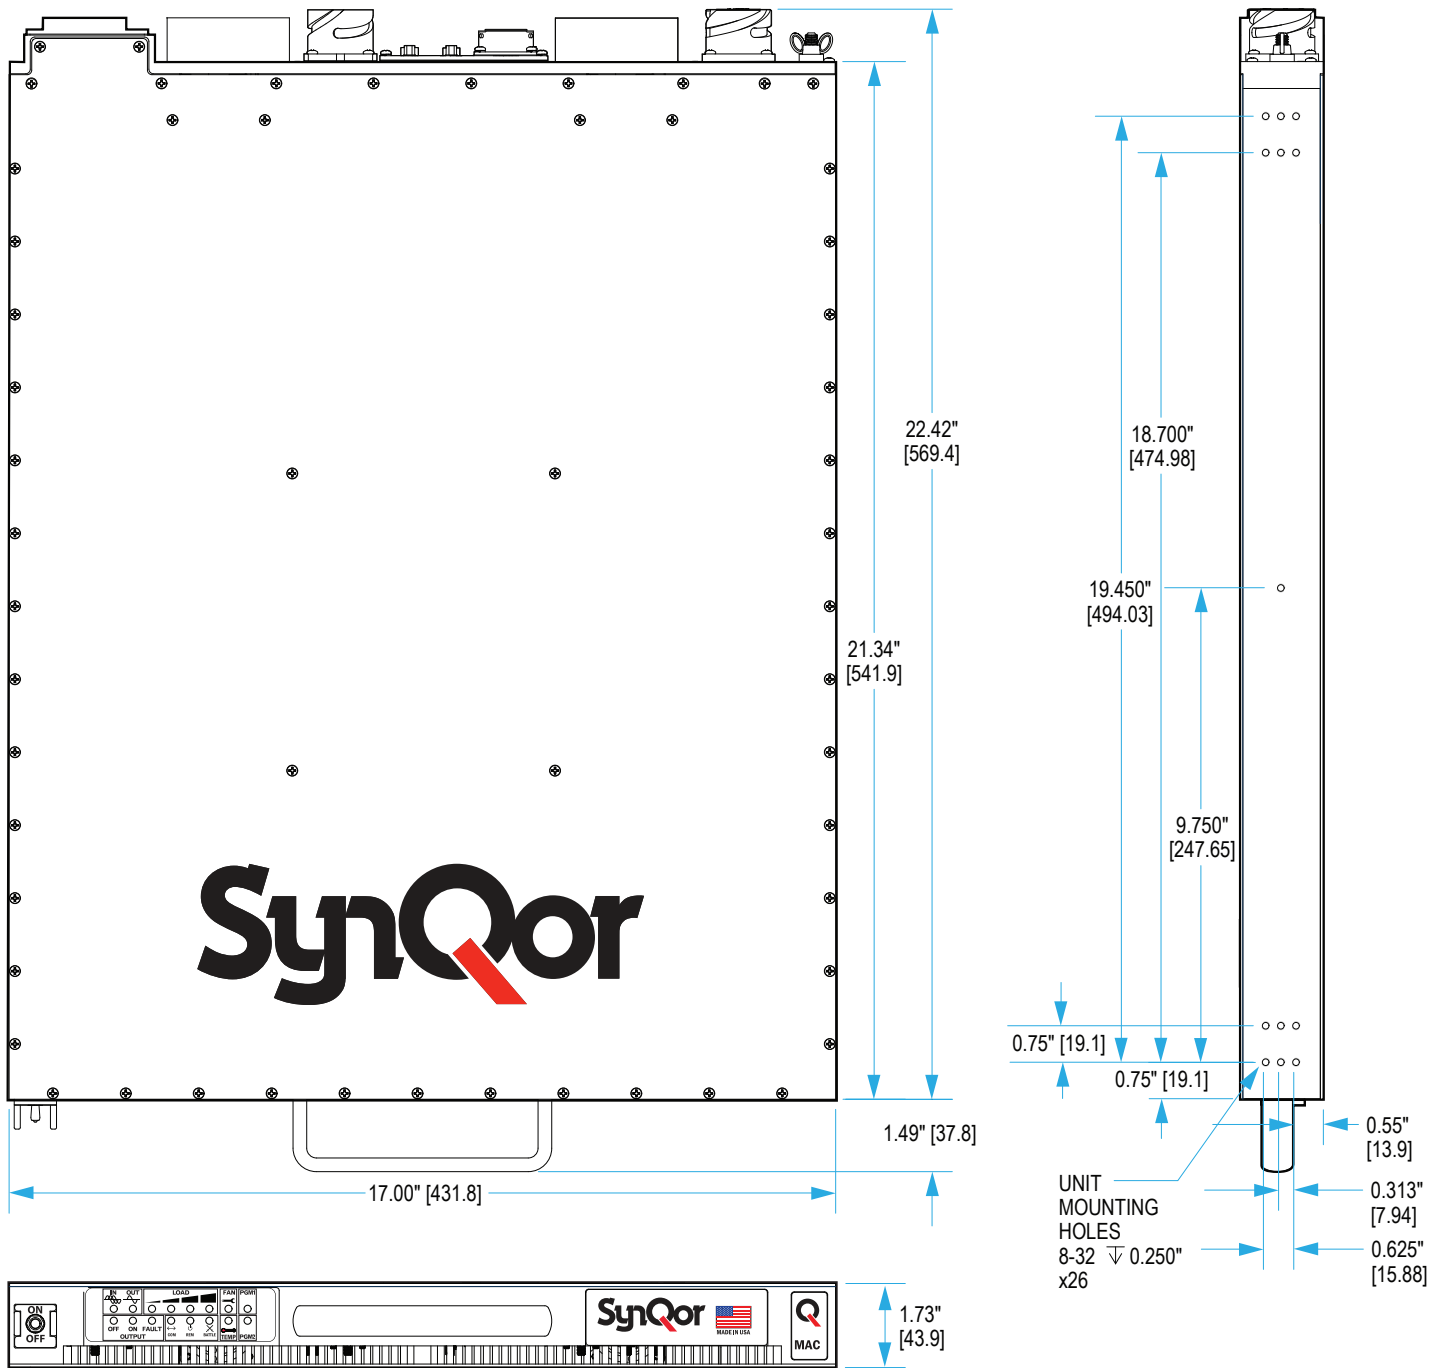 22.42"
[569.4]
18.700"
[474.98]
19.450"
[494.03]
21.34"
[541.9]
9.750"
[247.65]
SynQor
0.75" [19.1]
0.75" [19.1]
1.49" [37.8]
0.55"
[13.9]
17.00" [431.8]
UNIT
MOUNTING
HOLES
8-32 ↧ 0.250"
x26
0.313"
[7.94]
0.625"
[15.88]
ON
OFF
IN OUT LOAD FAN PGM1
OFF ON FAULT COM REM BATTLE TEMP PGM2
OUTPUT
SynQor
MADE IN USA
Q
MAC
1.73"
[43.9]